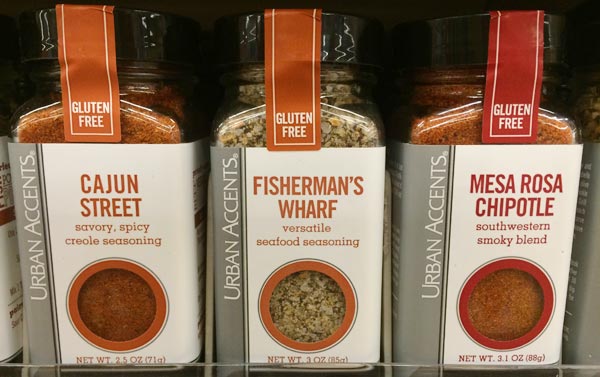 GLUTEN
FREE
URBAN ACCENTS.
CAJUN
STREET
savory, spicy
creole seasoning
NET WT. 2.5 OZ (71g)
GLUTEN
FREE
URBAN ACCENTS.
FISHERMAN'S
WHARF
versatile
seafood seasoning
NET WT. 3 OZ (85g)
GLUTEN
FREE
URBAN ACCENTS.
MESA ROSA
CHIPOTLE
southwestern
smoky blend
NET WT. 3.1 OZ (88g)